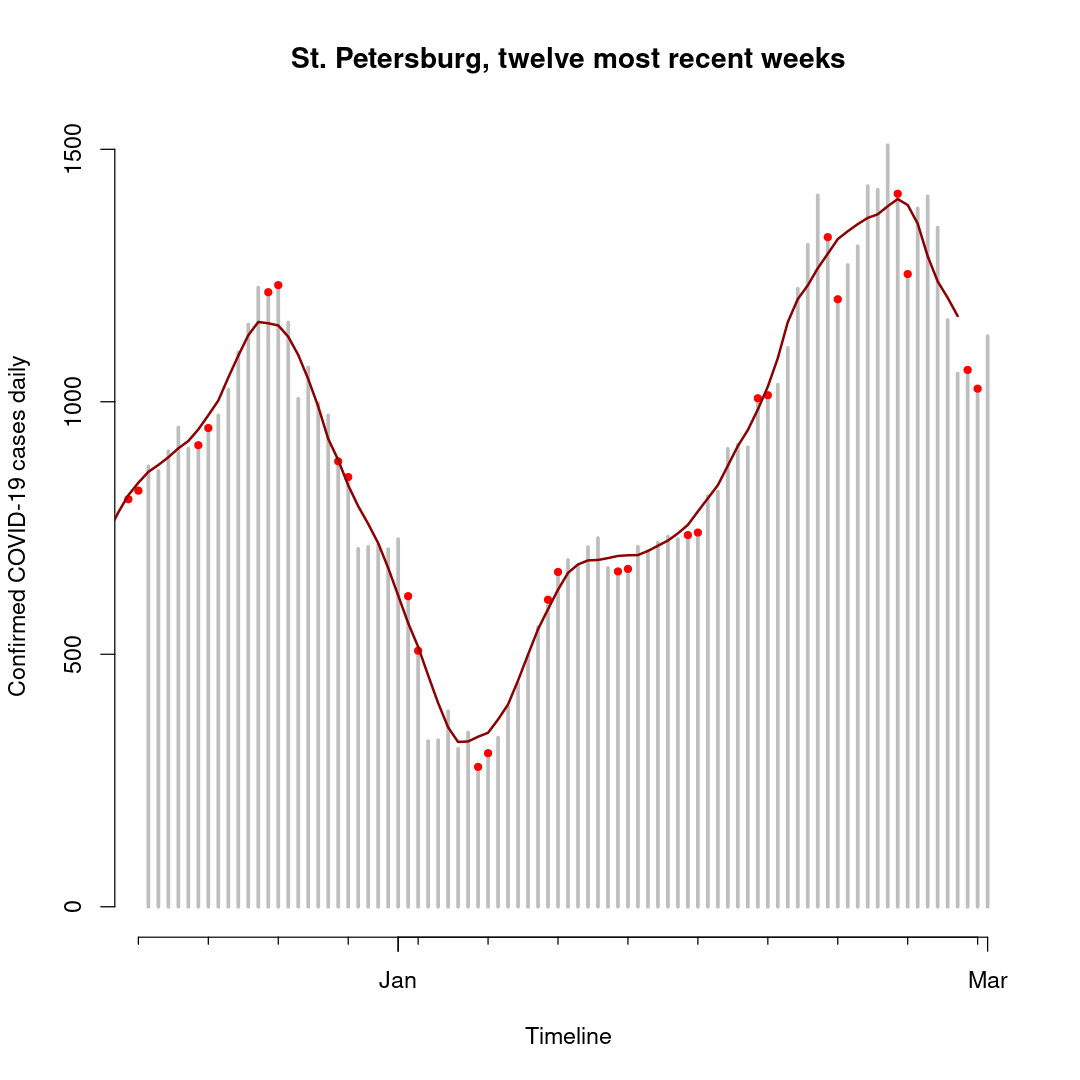 St. Petersburg, twelve most recent weeks
Confirmed COVID-19 cases daily
1500
1000
500
0
Jan
Mar
Timeline